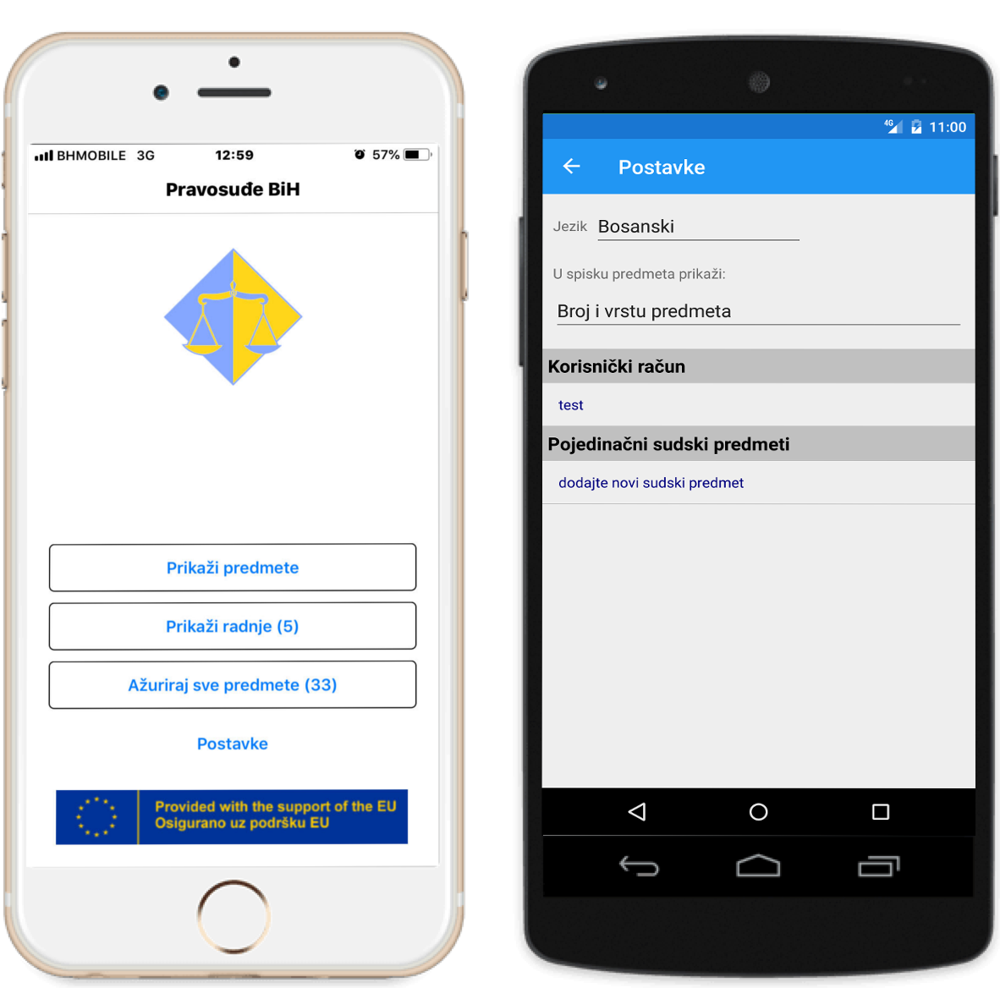 BHMOBILE 3G 12:59 57%
Pravosuđe BiH
Prikaži predmete
Prikaži radnje (5)
Ažuriraj sve predmete (33)
Postavke
Provided with the support of the EU
Osigurano uz podršku EU
4G 11:00
Postavke
Jezik Bosanski
U spisku predmeta prikaži:
Broj i vrstu predmeta
Korisnički račun
test
Pojedinačni sudski predmeti
dodajte novi sudski predmet